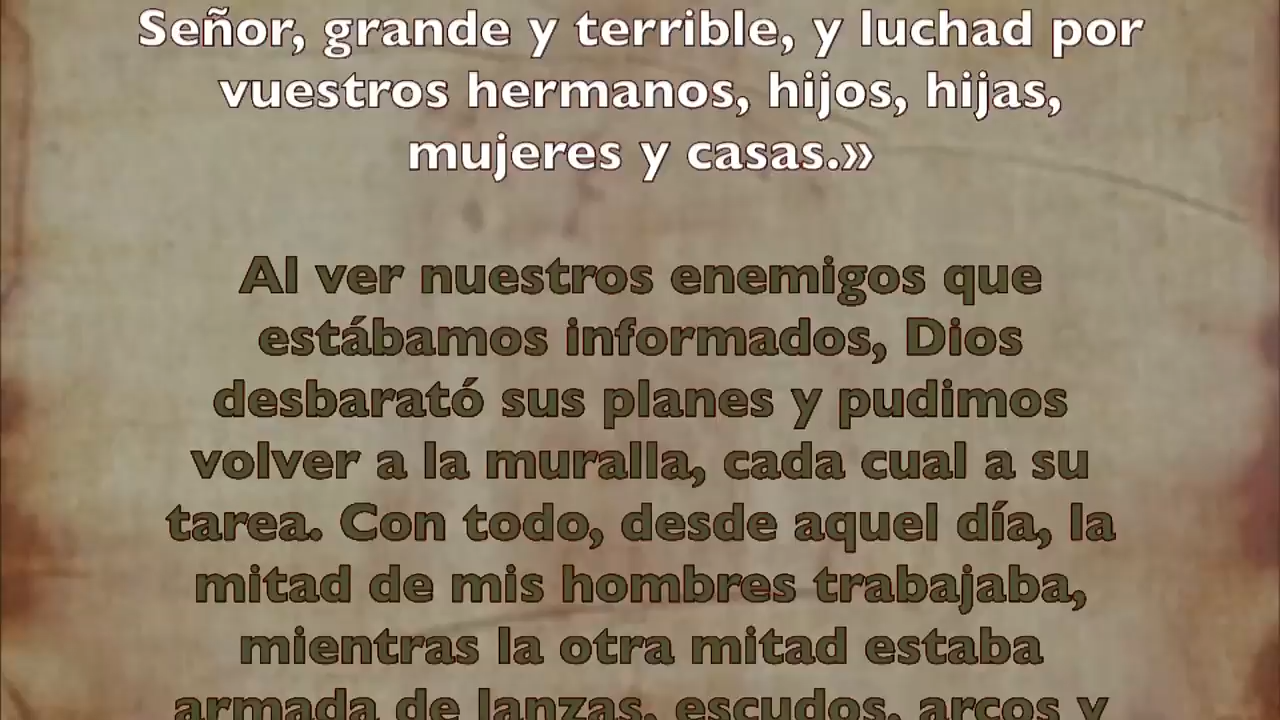 Señor, grande y terrible, y luchad por
vuestros hermanos, hijos, hijas,
mujeres y casas.»
Al ver nuestros enemigos que
estábamos informados, Dios
desbarató sus planes y pudimos
volver a la muralla, cada cual a su
tarea. Con todo, desde aquel día, la
mitad de mis hombres trabajaba,
mientras la otra mitad estaba
armada de lanzas, escudos, arcos y